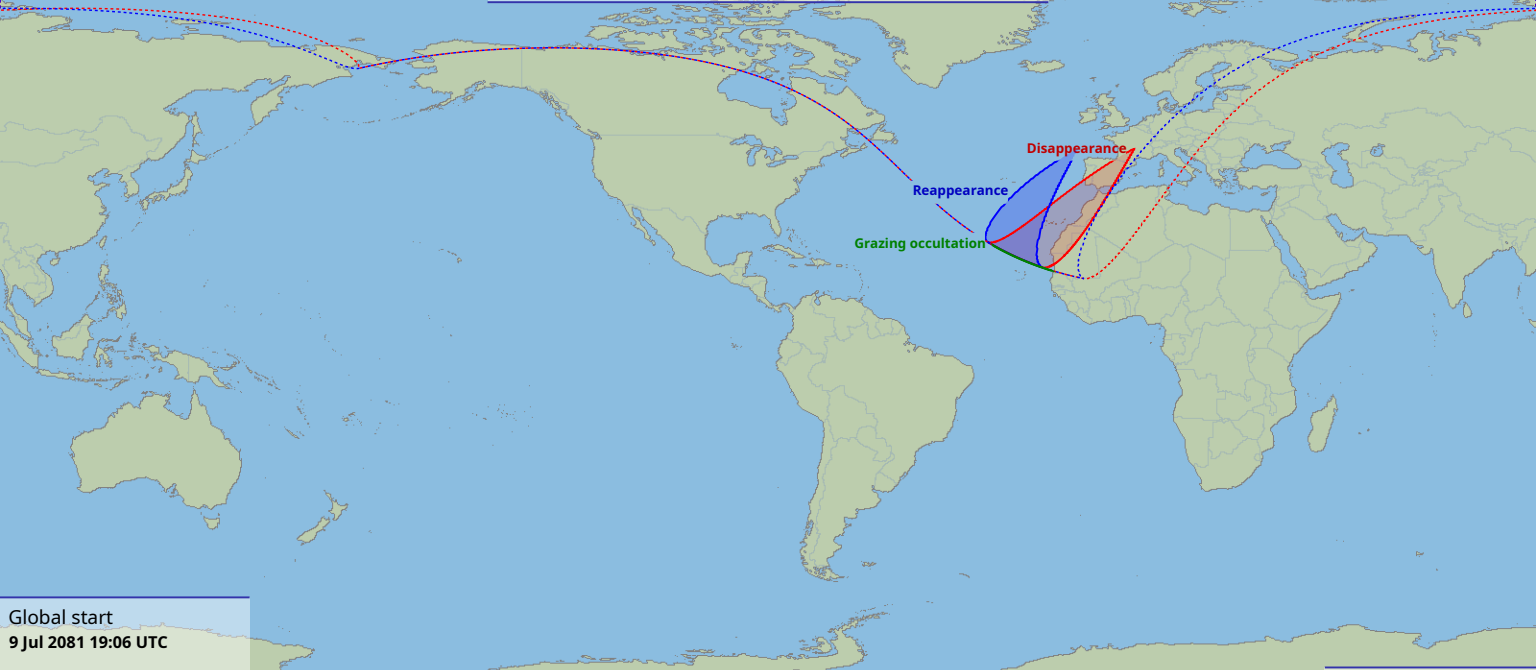 Disappearance
Reappearance
Grazing occultation
Global start
9 Jul 2081 19:06 UTC